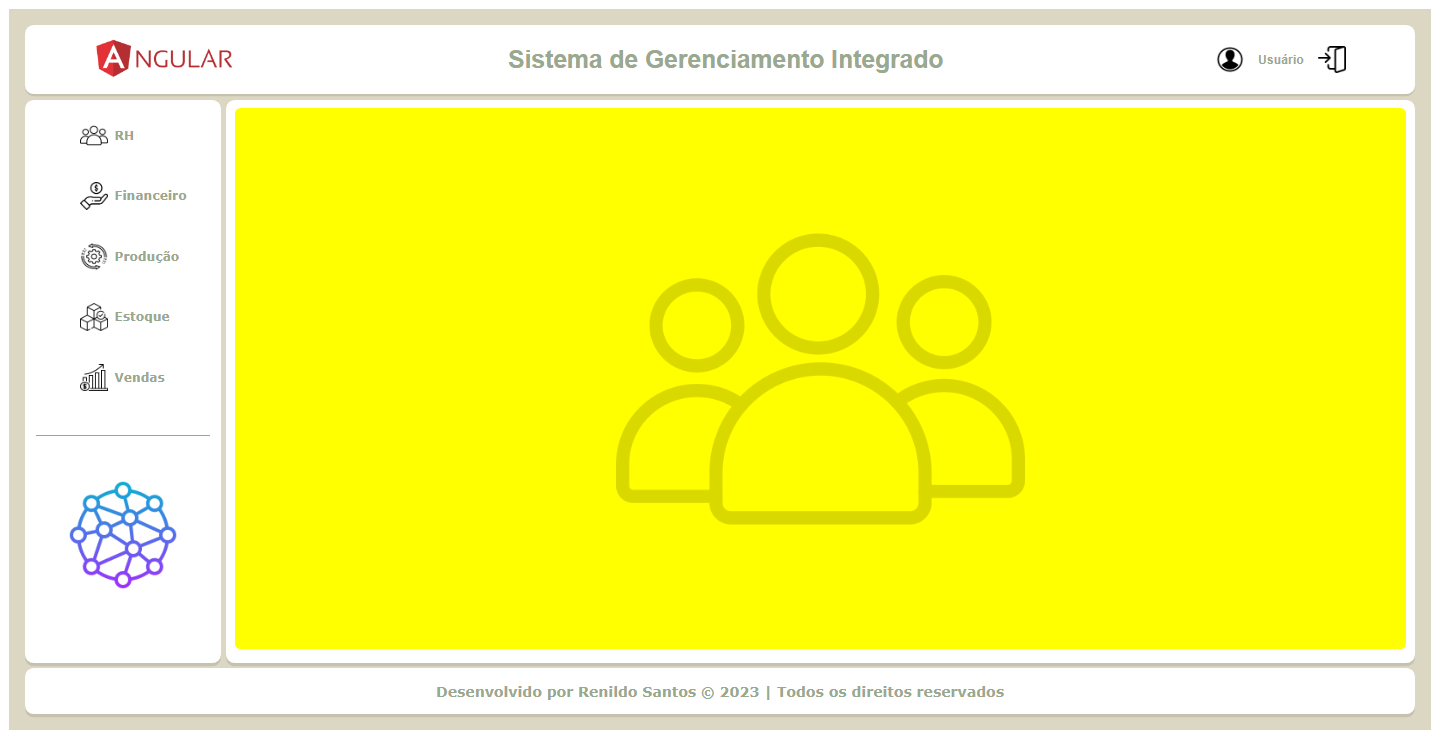 ANGULAR
Sistema de Gerenciamento Integrado
Usuário
RH
Financeiro
Produção
Estoque
Vendas
Desenvolvido por Renildo Santos © 2023 | Todos os direitos reservados